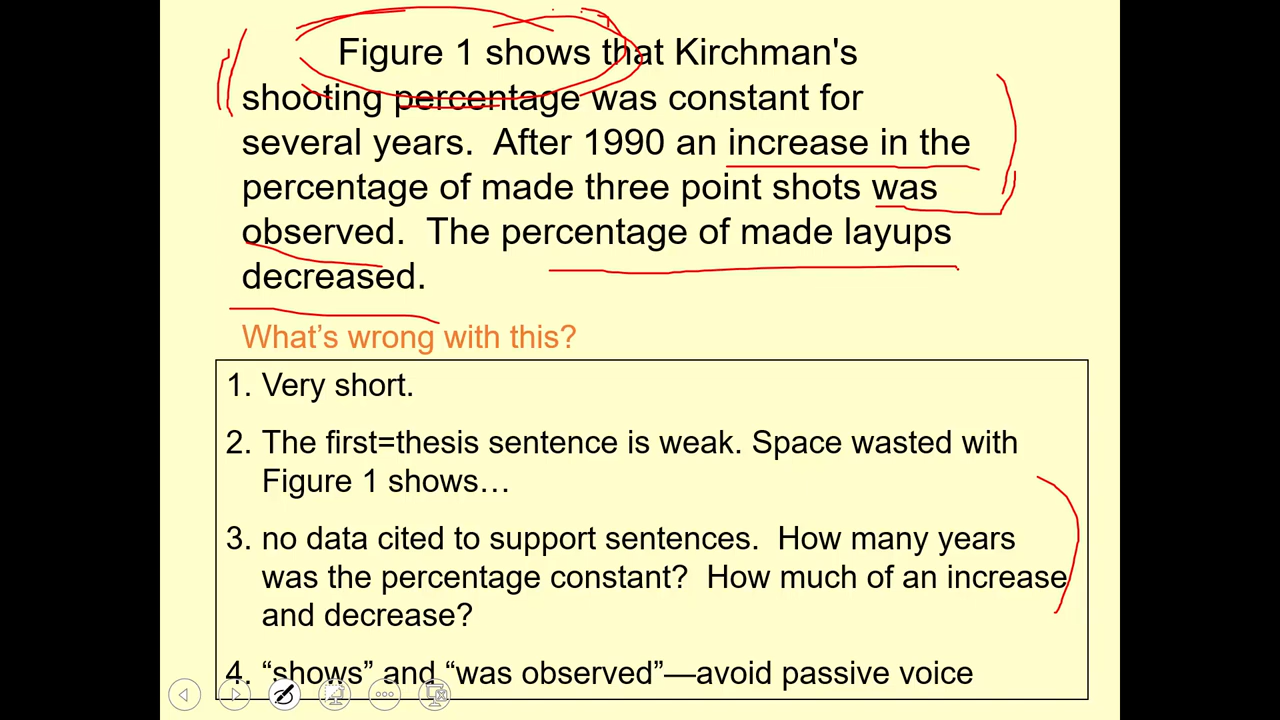 Figure 1 shows that Kirchman's
shooting percentage was constant for
several years.  After 1990 an increase in the
percentage of made three point shots was
observed.  The percentage of made layups
decreased.
What’s wrong with this?
1. Very short.
2. The first=thesis sentence is weak. Space wasted with
Figure 1 shows…
3. no data cited to support sentences.  How many years
was the percentage constant?  How much of an increase
and decrease?
4. “shows” and “was observed”—avoid passive voice